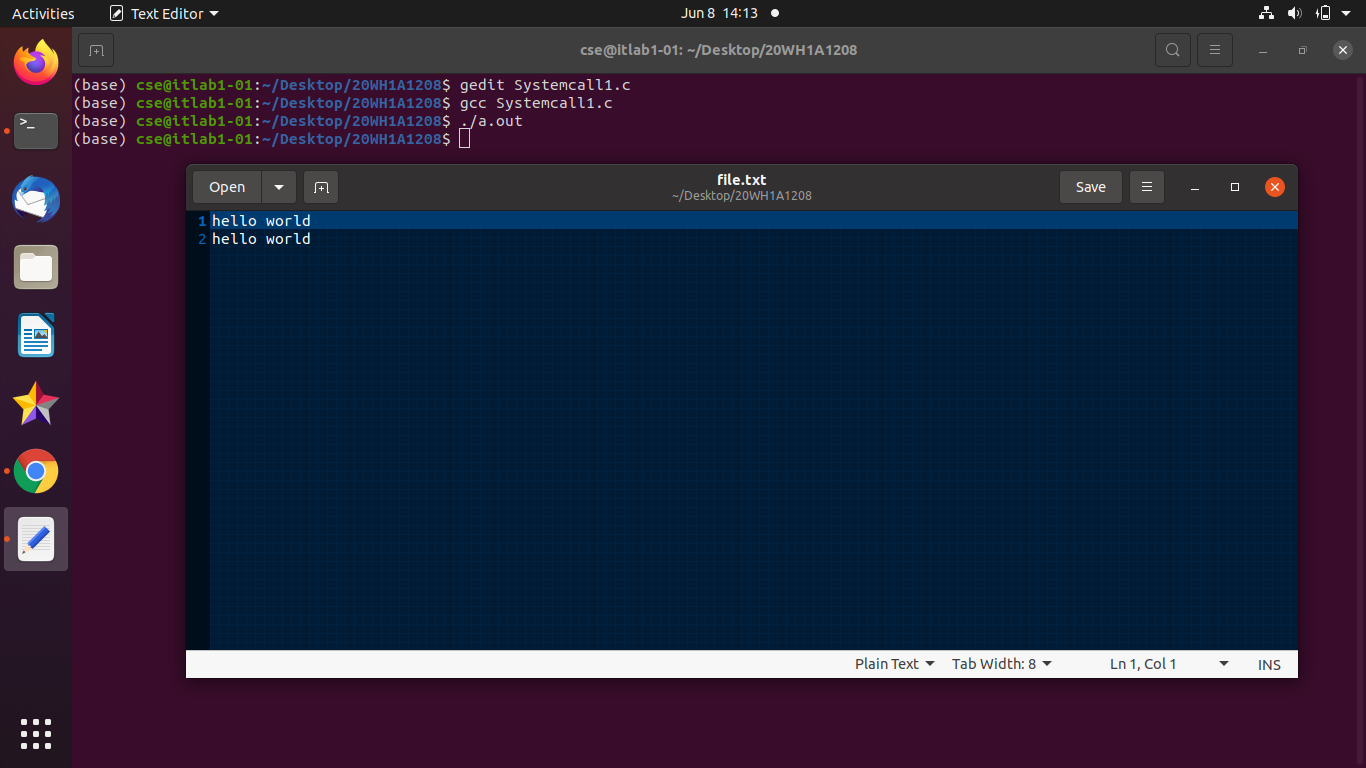 Activities
Text Editor
Jun 8 14:13
cse@itlab1-01: ~/Desktop/20WH1A1208
(base) cse@itlab1-01:~/Desktop/20WH1A1208$ gedit Systemcall1.c
(base) cse@itlab1-01:~/Desktop/20WH1A1208$ gcc Systemcall1.c
(base) cse@itlab1-01:~/Desktop/20WH1A1208$ ./a.out
(base) cse@itlab1-01:~/Desktop/20WH1A1208$
Open
file.txt
~/Desktop/20WH1A1208
Save
1 hello world
2 hello world
Plain Text
Tab Width: 8
Ln 1, Col 1
INS